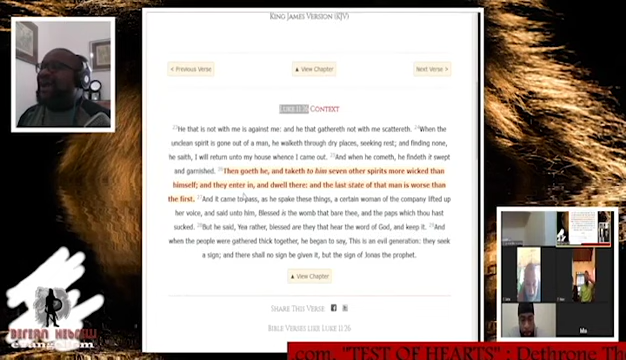 KING JAMES VERSION (KJV)
< Previous Verse
▲ View Chapter
Next Verse >
LUKE 11:26 CONTEXT
23He that is not with me is against me: and he that gathereth not with me scattereth. 24When the
unclean spirit is gone out of a man, he walketh through dry places, seeking rest; and finding none,
he saith, I will return unto my house whence I came out. 25And when he cometh, he findeth it swept
and garnished. 26Then goeth he, and taketh to him seven other spirits more wicked than
himself; and they enter in, and dwell there: and the last state of that man is worse than
the first. 27And it came to pass, as he spake these things, a certain woman of the company lifted up
her voice, and said unto him, Blessed is the womb that bare thee, and the paps which thou hast
sucked. 28But he said, Yea rather, blessed are they that hear the word of God, and keep it. 29And
when the people were gathered thick together, he began to say, This is an evil generation: they seek
a sign; and there shall no sign be given it, but the sign of Jonas the prophet.
▲ View Chapter
SHARE THIS VERSE
BIBLE VERSES LIKE LUKE 11:26
com, "TEST OF HEARTS" : Dethrone Th